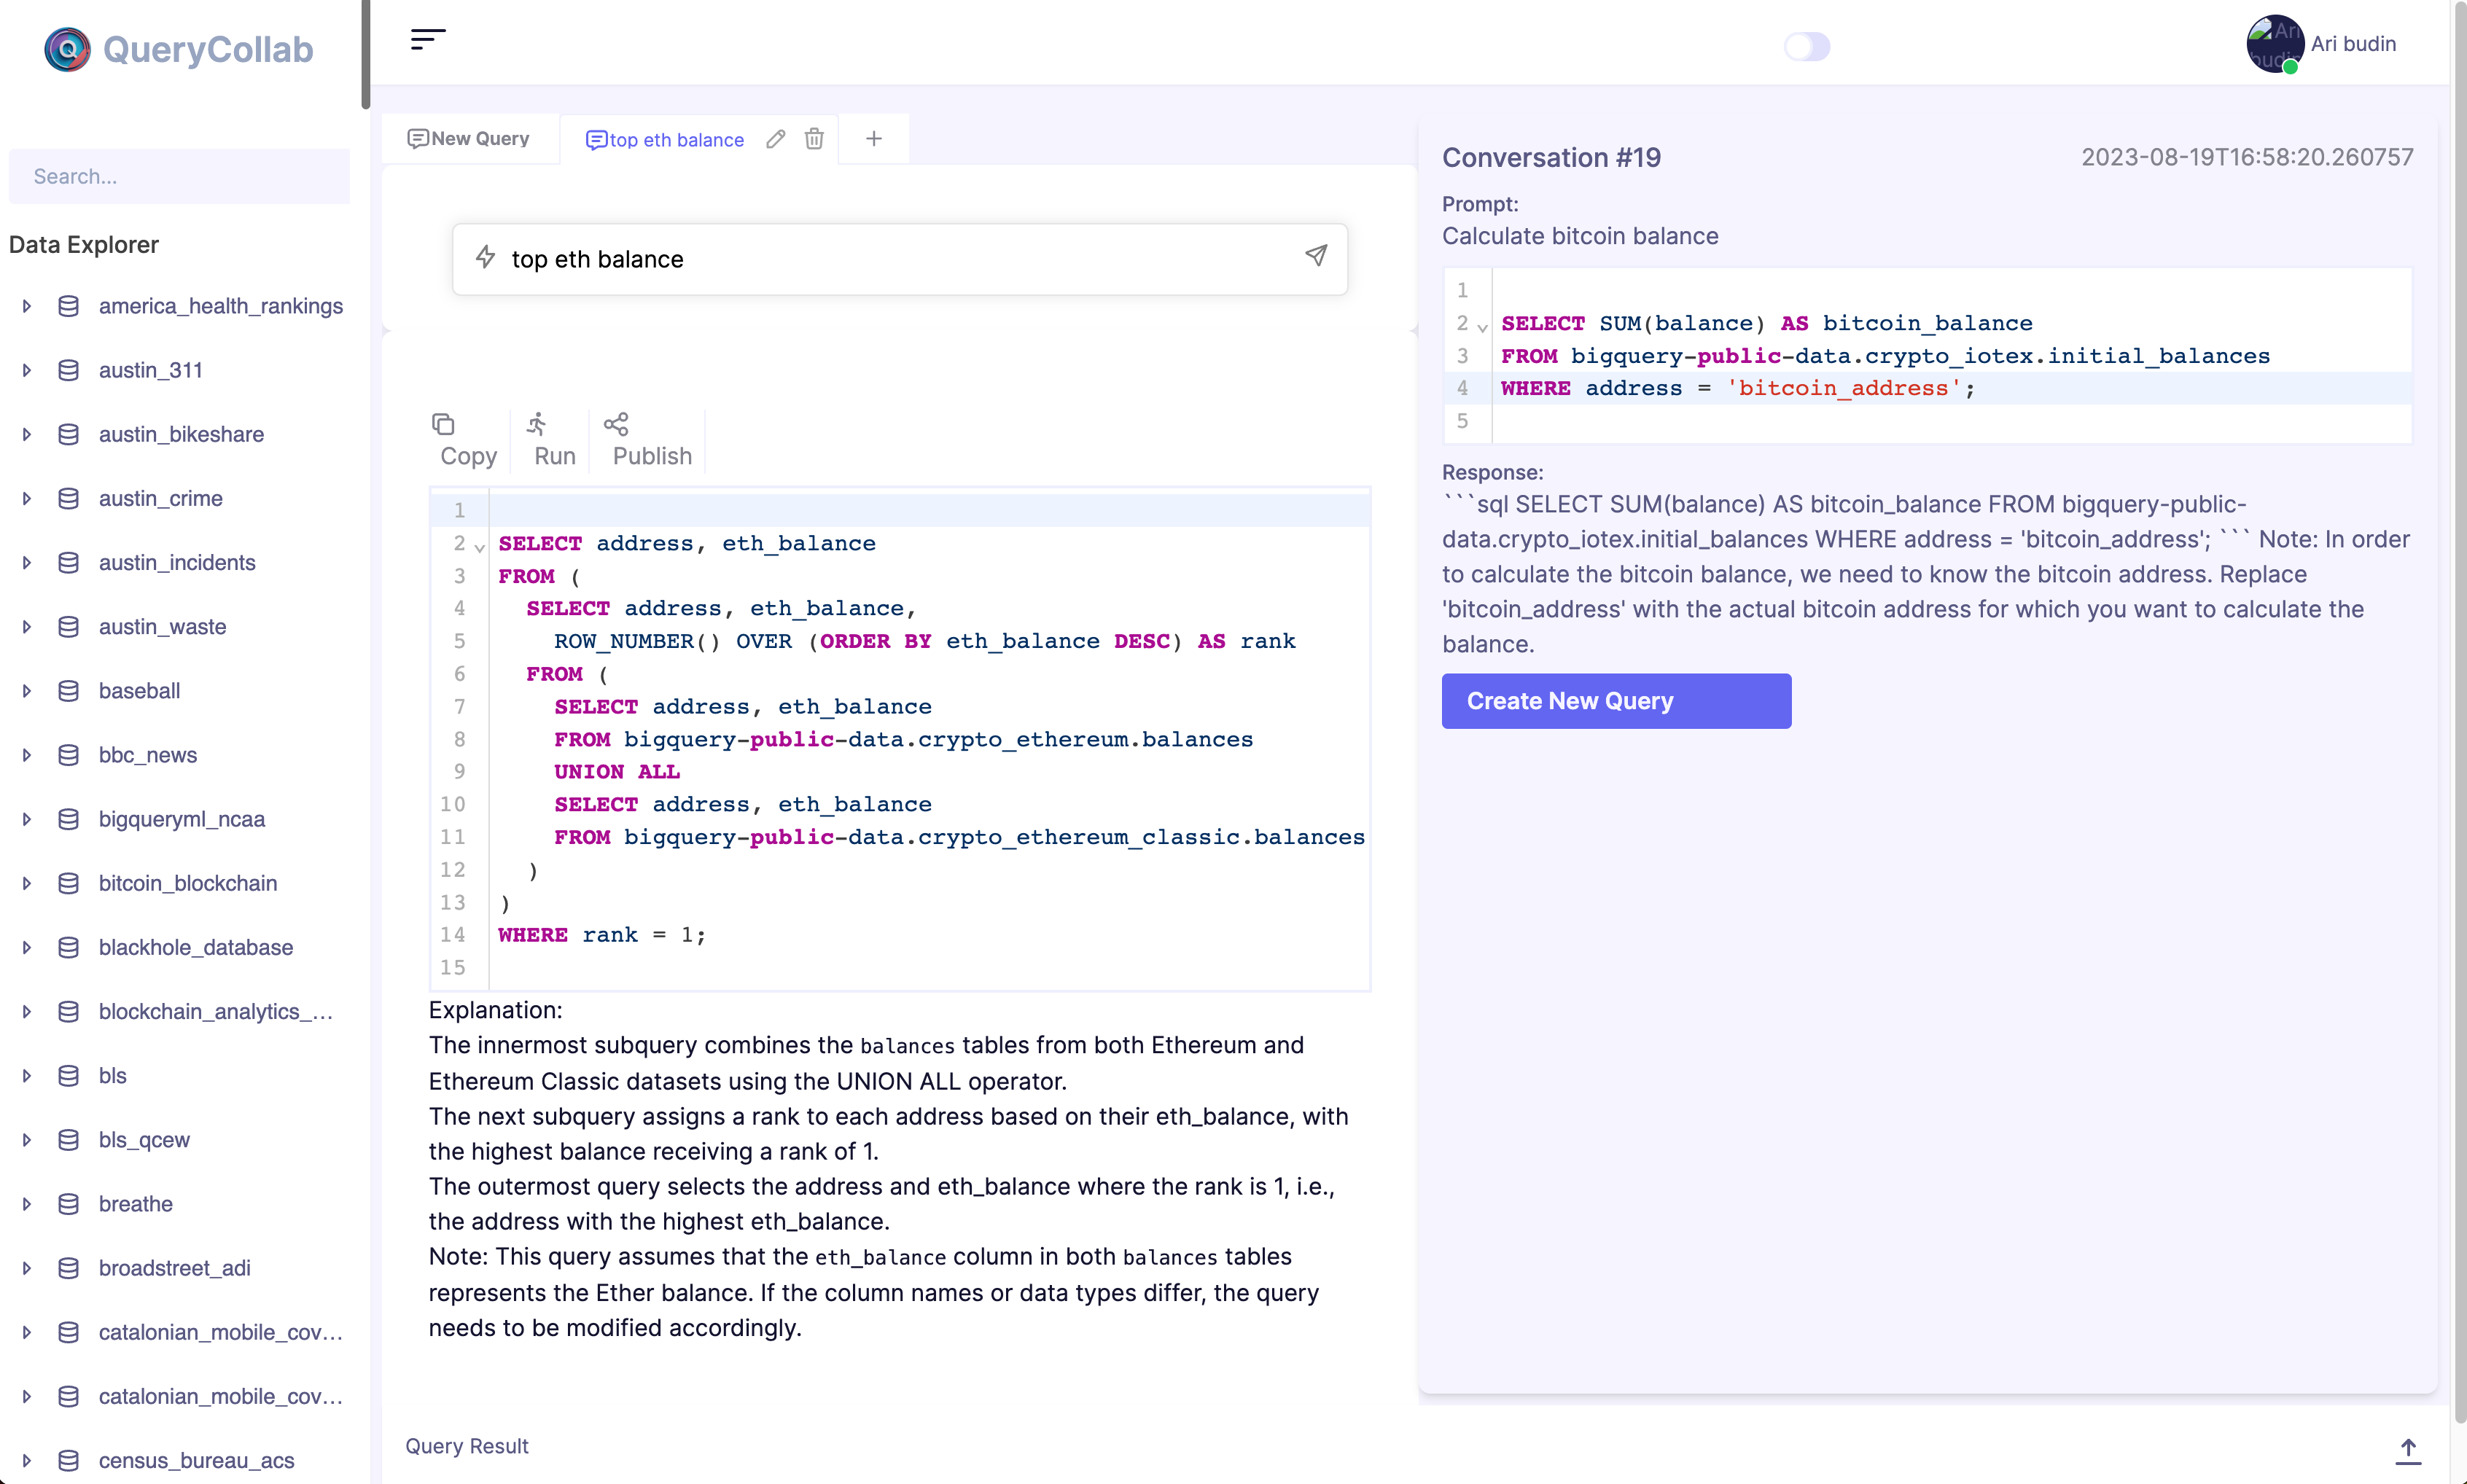 QueryCollab
Search...
Data Explorer
america_health_rankings
austin_311
austin_bikeshare
austin_crime
austin_incidents
austin_waste
baseball
bbc_news
bigqueryml_ncaa
bitcoin_blockchain
blackhole_database
blockchain_analytics_...
bls
bls_qcew
breathe
broadstreet_adi
catalonian_mobile_cov...
catalonian_mobile_cov...
census_bureau_acs
Ari budin
Ari budin
New Query
top eth balance
+
top eth balance
Copy
Run
Publish
1
2 SELECT address, eth_balance
3 FROM (
4 SELECT address, eth_balance,
5 ROW_NUMBER() OVER (ORDER BY eth_balance DESC) AS rank
6 FROM (
7 SELECT address, eth_balance
8 FROM bigquery-public-data.crypto_ethereum.balances
9 UNION ALL
10 SELECT address, eth_balance
11 FROM bigquery-public-data.crypto_ethereum_classic.balances
12 )
13 )
14 WHERE rank = 1;
15
Explanation:
The innermost subquery combines the balances tables from both Ethereum and
Ethereum Classic datasets using the UNION ALL operator.
The next subquery assigns a rank to each address based on their eth_balance, with
the highest balance receiving a rank of 1.
The outermost query selects the address and eth_balance where the rank is 1, i.e.,
the address with the highest eth_balance.
Note: This query assumes that the eth_balance column in both balances tables
represents the Ether balance. If the column names or data types differ, the query
needs to be modified accordingly.
Query Result
Conversation #19
2023-08-19T16:58:20.260757
Prompt:
Calculate bitcoin balance
1
2 SELECT SUM(balance) AS bitcoin_balance
3 FROM bigquery-public-data.crypto_iotex.initial_balances
4 WHERE address = 'bitcoin_address';
5
Response:
```sql SELECT SUM(balance) AS bitcoin_balance FROM bigquery-public-
data.crypto_iotex.initial_balances WHERE address = 'bitcoin_address'; ``` Note: In order
to calculate the bitcoin balance, we need to know the bitcoin address. Replace
'bitcoin_address' with the actual bitcoin address for which you want to calculate the
balance.
Create New Query